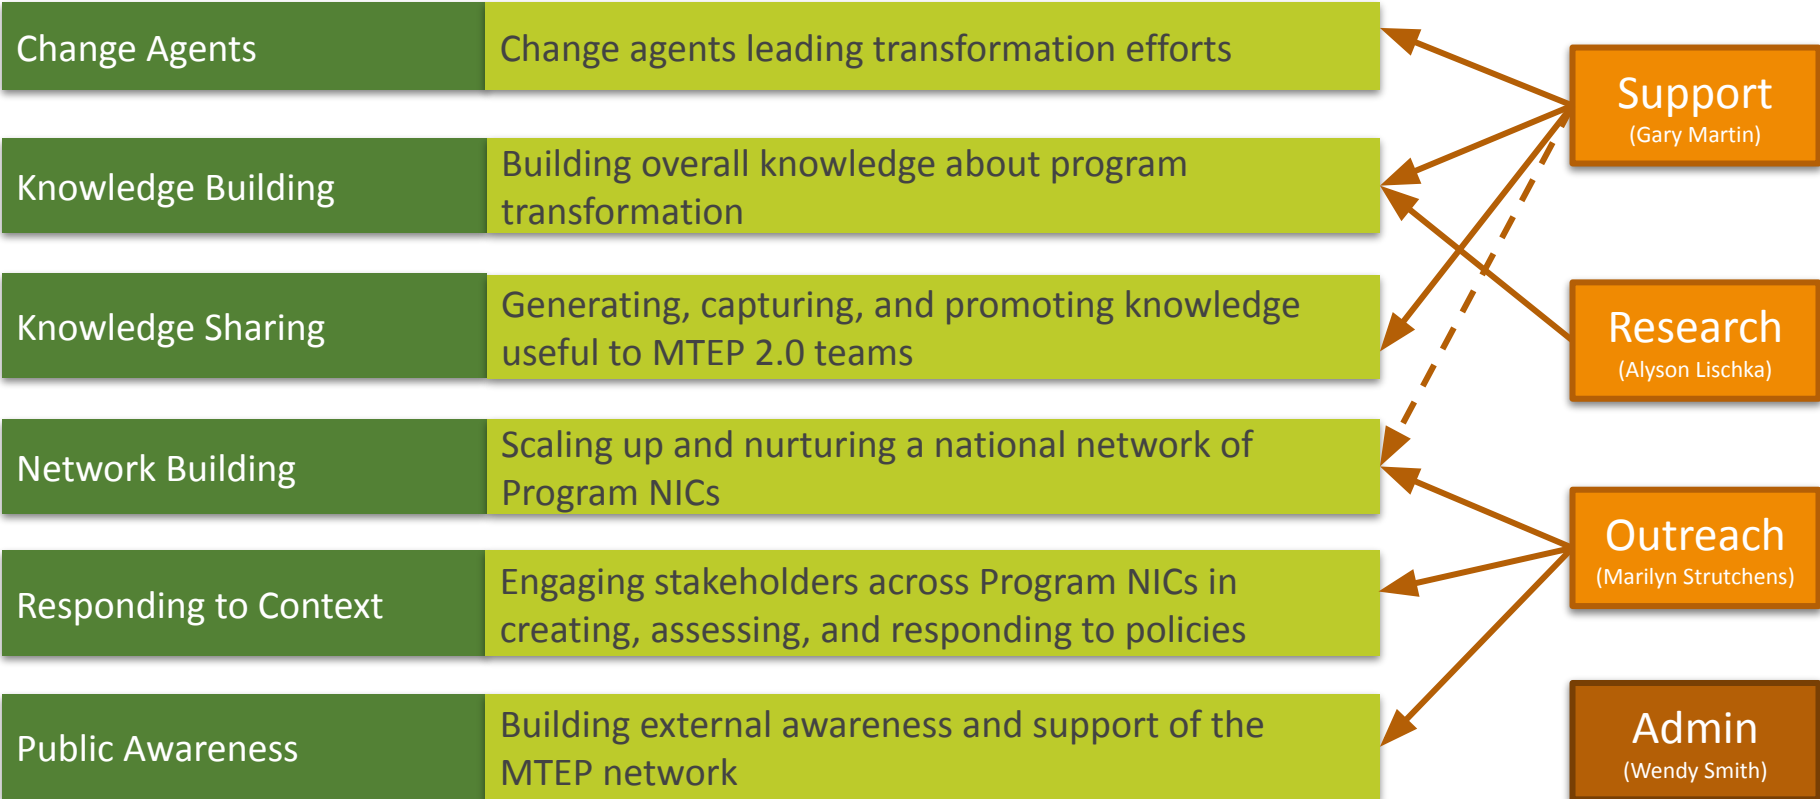 Change Agents
Change agents leading transformation efforts
Knowledge Building
Building overall knowledge about program
transformation
Knowledge Sharing
Generating, capturing, and promoting knowledge
useful to MTEP 2.0 teams
Network Building
Scaling up and nurturing a national network of
Program NICs
Responding to Context
Engaging stakeholders across Program NICs in
creating, assessing, and responding to policies
Public Awareness
Building external awareness and support of the
MTEP network
Support
(Gary Martin)
Research
(Alyson Lischka)
Outreach
(Marilyn Strutchens)
Admin
(Wendy Smith)